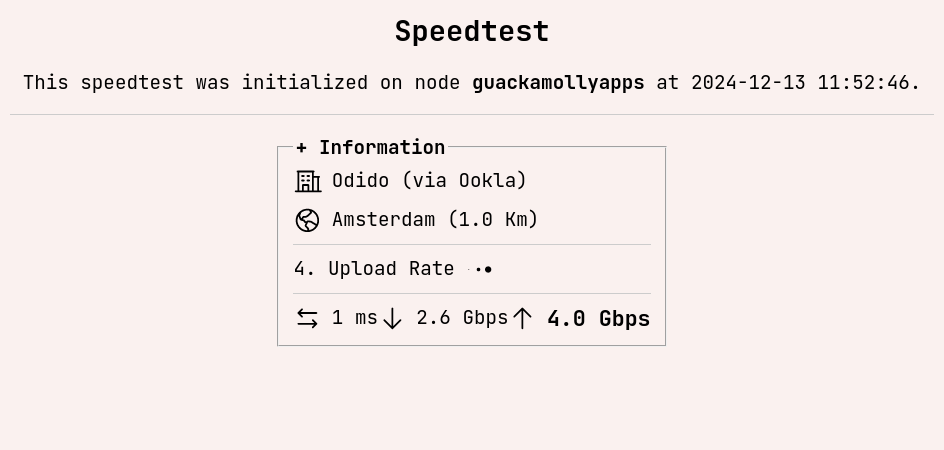 Speedtest
This speedtest was initialized on node guackamollyapps at 2024-12-13 11:52:46.
+ Information
Odido (via Ookla)
Amsterdam (1.0 Km)
4. Upload Rate
1 ms 2.6 Gbps 4.0 Gbps